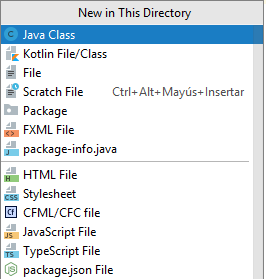 New in This Directory
Java Class
Kotlin File/Class
File
Scratch File Ctrl+Alt+Mayús+Insertar
Package
FXML File
package-info.java
HTML File
Stylesheet
CFML/CFC file
JavaScript File
TypeScript File
package.json File